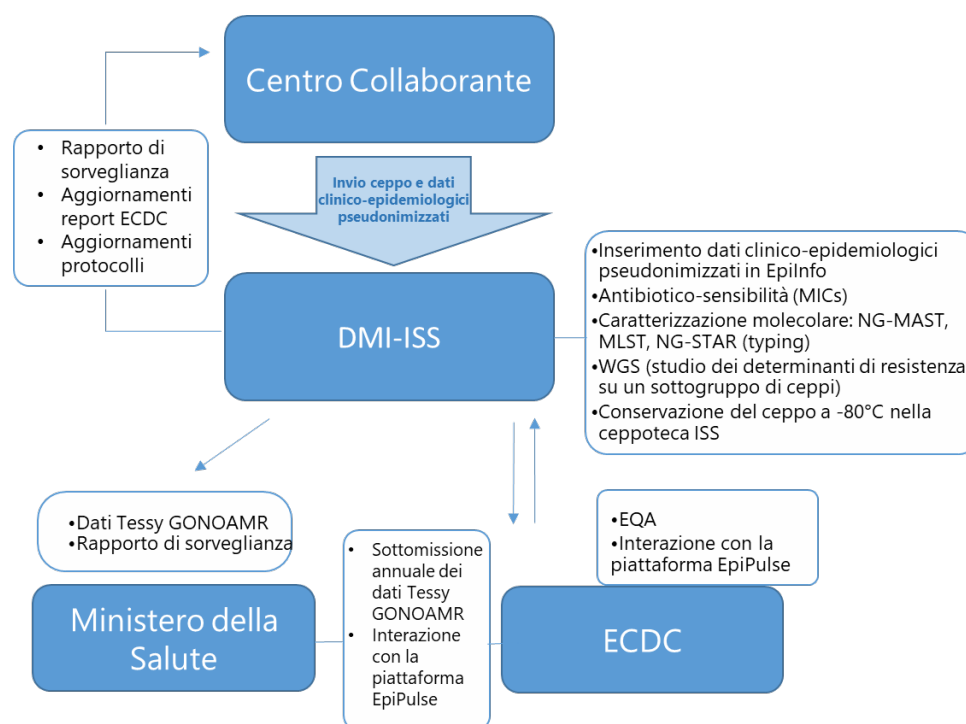 Centro Collaborante
• Rapporto di
sorveglianza
• Aggiornamenti
report ECDC
• Aggiornamenti
protocolli
Invio ceppo e dati
clinico-epidemiologici
pseudonimizzati
DMI-ISS
•Inserimento dati clinico-epidemiologici
pseudonimizzati in EpiInfo
•Antibiotico-sensibilità (MICs)
•Caratterizzazione molecolare: NG-MAST,
MLST, NG-STAR (typing)
•WGS (studio dei determinanti di resistenza
su un sottogruppo di ceppi)
•Conservazione del ceppo a -80°C nella
ceppoteca ISS
•Dati Tessy GONOAMR
•Rapporto di sorveglianza
Ministero della
Salute
• Sottomissione
annuale dei
dati Tessy
GONOAMR
• Interazione
con la
piattaforma
EpiPulse
• EQA
• Interazione con la
piattaforma EpiPulse
ECDC